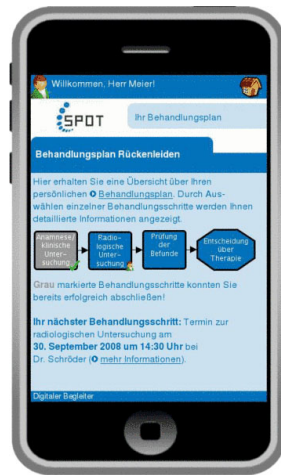 Willkommen, Herr Meier!
SPOT
Ihr Behandlungsplan
Behandlungsplan Rückenleiden
Hier erhalten Sie eine Übersicht über Ihren
persönlichen Behandlungsplan. Durch Aus-
wählen einzelner Behandlungsschritte werden Ihnen
detaillierte Informationen angezeigt.
Anamnese/
klinische
Unter-
suchung
Radio-
logische
Unter-
suchung
Prüfung
der
Befunde
Entscheidung
über
Therapie
Grau markierte Behandlungsschritte konnten Sie
bereits erfolgreich abschließen!
Ihr nächster Behandlungsschritt: Termin zur
radiologischen Untersuchung am
30. September 2008 um 14:30 Uhr bei
Dr. Schröder (mehr Informationen).
Digitaler Begleiter